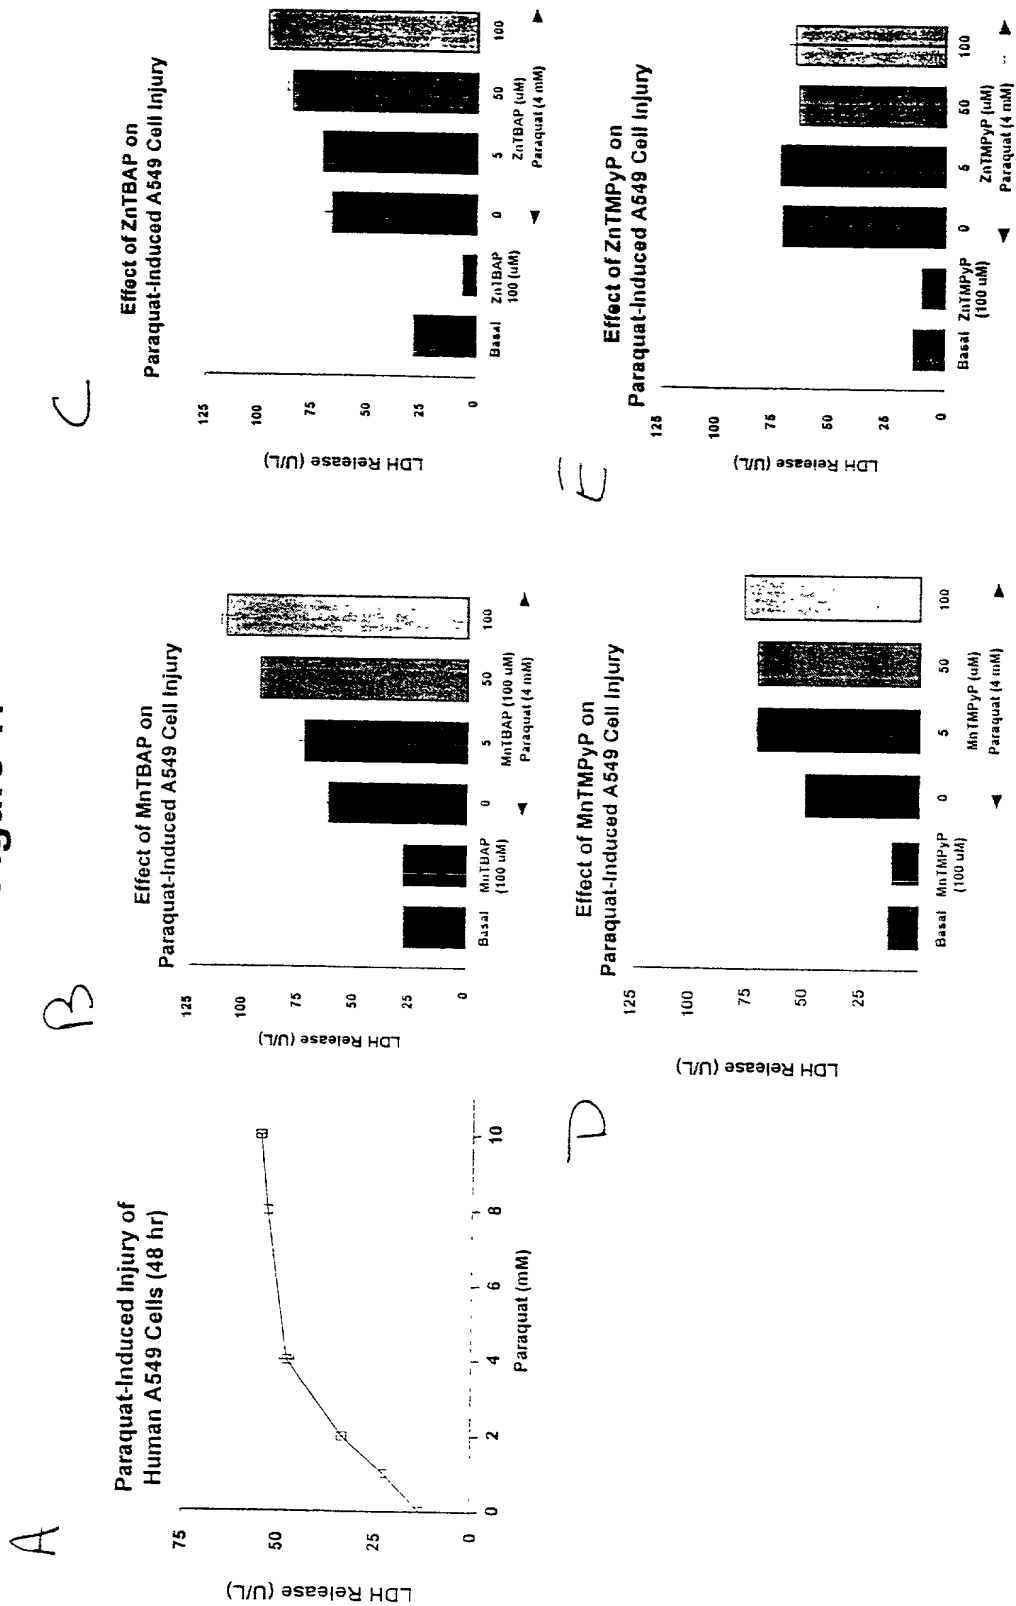 A
Paraquat-Induced Injury of
Human A549 Cells (48 hr)
LDH Release (U/L)
75
50
25
0
0 2 4 6 8 10
Paraquat (mM)
B
Effect of MnTBAP on
Paraquat-Induced A549 Cell Injury
LDH Release (U/L)
125
100
75
50
25
0
Basal MnTBAP 0 5 50 100
(100 uM) MnTBAP (100 uM)
Paraquat (4 mM)
C
Effect of ZnTBAP on
Paraquat-Induced A549 Cell Injury
LDH Release (U/L)
125
100
75
50
25
0
Basal ZnTBAP 0 5 50 100
100 (uM) ZnTBAP (uM)
Paraquat (4 mM)
D
Effect of MnTMPyP on
Paraquat-Induced A549 Cell Injury
LDH Release (U/L)
125
100
75
50
25
Basal MnTMPyP 0 5 50 100
(100 uM) MnTMPyP (uM)
Paraquat (4 mM)
E
Effect of ZnTMPyP on
Paraquat-Induced A549 Cell Injury
LDH Release (U/L)
125
100
75
50
25
0
Basal ZnTMPyP 0 5 50 100
(100 uM) ZnTMPyP (uM)
Paraquat (4 mM)